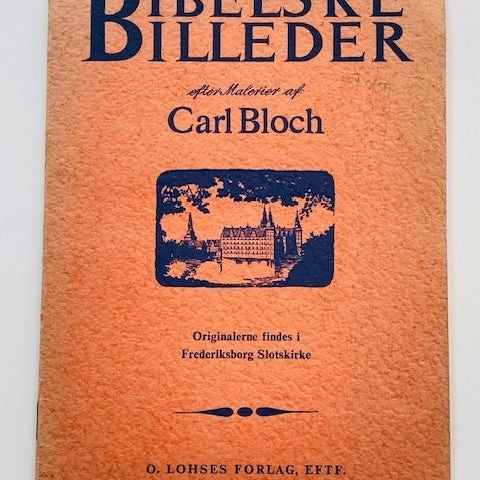 BIBELSKE
BILLEDER
efter Malerier af
Carl Bloch
Originalerne findes i
Frederiksborg Slotskirke
O. LOHSES FORLAG, EFTF.